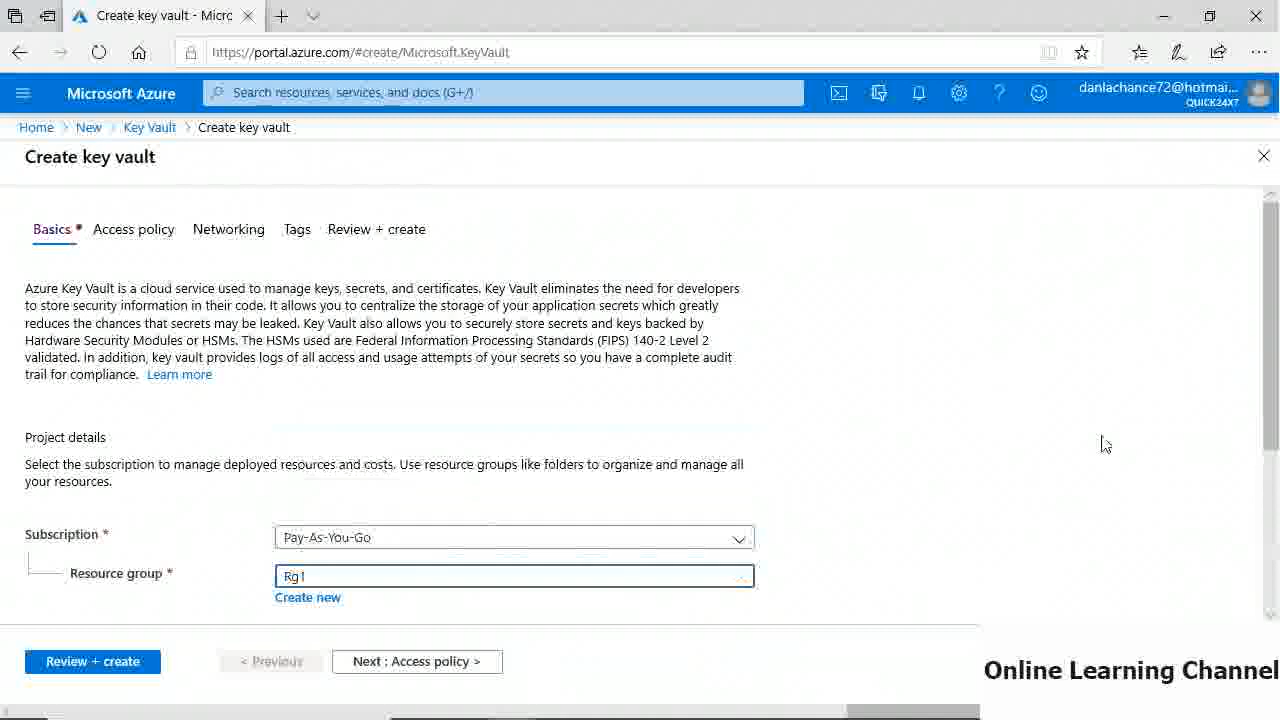 Create key vault - Micro
https://portal.azure.com/#create/Microsoft.KeyVault
Microsoft Azure
Search resources, services, and docs (G+/)
danlachance72@hotmai...
QUICK24X7
Home > New > Key Vault > Create key vault
Create key vault
Basics * Access policy Networking Tags Review + create
Azure Key Vault is a cloud service used to manage keys, secrets, and certificates. Key Vault eliminates the need for developers
to store security information in their code. It allows you to centralize the storage of your application secrets which greatly
reduces the chances that secrets may be leaked. Key Vault also allows you to securely store secrets and keys backed by
Hardware Security Modules or HSMs. The HSMs used are Federal Information Processing Standards (FIPS) 140-2 Level 2
validated. In addition, key vault provides logs of all access and usage attempts of your secrets so you have a complete audit
trail for compliance. Learn more
Project details
Select the subscription to manage deployed resources and costs. Use resource groups like folders to organize and manage all
your resources.
Subscription *
Pay-As-You-Go
Resource group *
Rg1
Create new
Review + create
< Previous
Next : Access policy >
Online Learning Channel